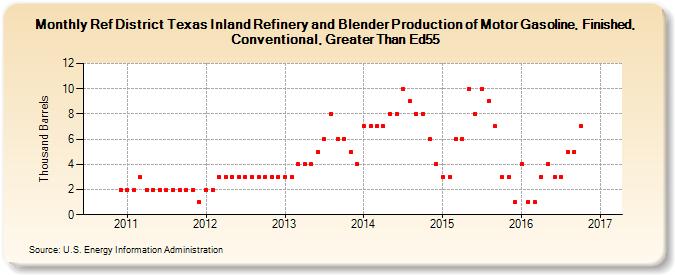 Monthly Ref District Texas Inland Refinery and Blender Production of Motor Gasoline, Finished,
Conventional, Greater Than Ed55
Thousand Barrels
12
10
8
6
4
2
0
2011 2012 2013 2014 2015 2016 2017
Source: U.S. Energy Information Administration